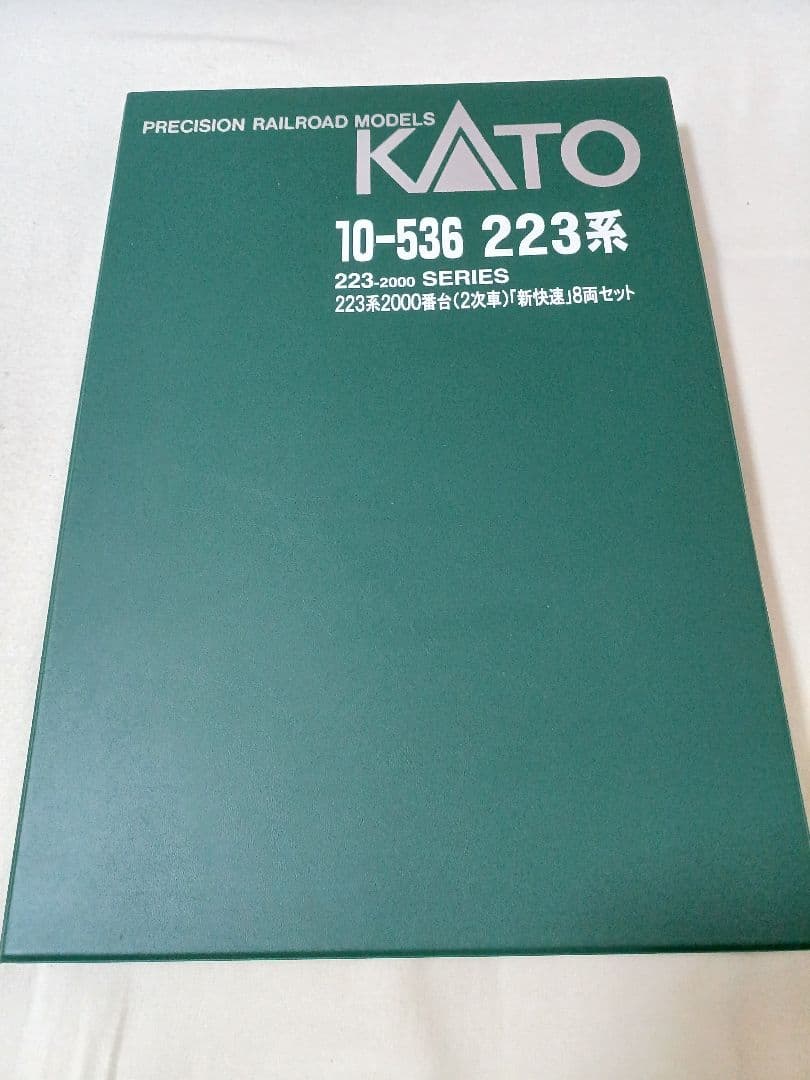 PRECISION RAILROAD MODELS
KATO
10-536 223系
223-2000 SERIES
223系2000番台(2次車)「新快速」8両セット